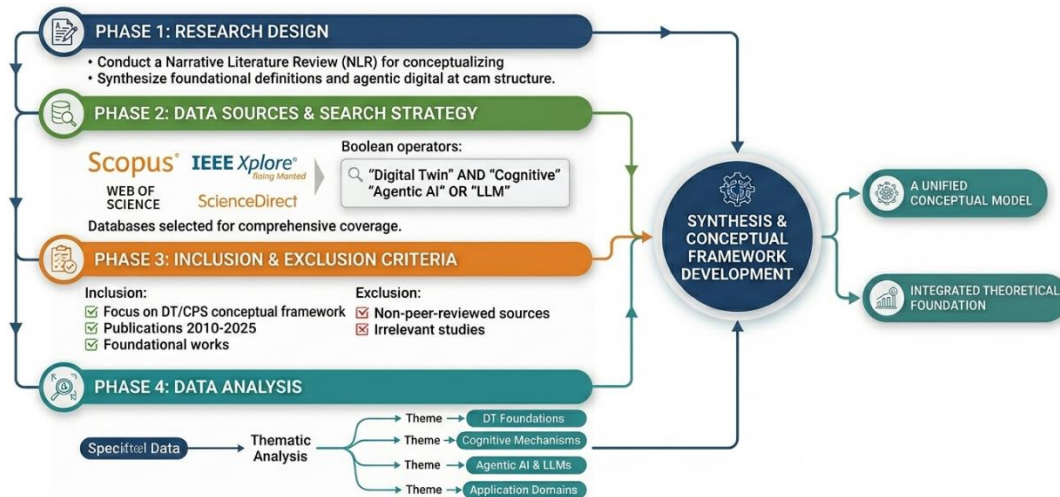 PHASE 1: RESEARCH DESIGN
• Conduct a Narrative Literature Review (NLR) for conceptualizing
• Synthesize foundational definitions and agentic digital at cam structure.
PHASE 2: DATA SOURCES & SEARCH STRATEGY
Scopus®
IEEE Xplore®
WEB OF
SCIENCE
ScienceDirect
Boolean operators:
"Digital Twin" AND "Cognitive"
"Agentic AI" OR "LLM"
Databases selected for comprehensive coverage.
PHASE 3: INCLUSION & EXCLUSION CRITERIA
Inclusion:
Focus on DT/CPS conceptual framework
Publications 2010-2025
Foundational works
Exclusion:
Non-peer-reviewed sources
Irrelevant studies
PHASE 4: DATA ANALYSIS
Data
Thematic
Analysis
Theme
DT Foundations
Theme
Cognitive Mechanisms
Theme
Agentic AI & LLMs
Theme
Application Domains
SYNTHESIS &
CONCEPTUAL
FRAMEWORK
DEVELOPMENT
A UNIFIED
CONCEPTUAL MODEL
INTEGRATED THEORETICAL
FOUNDATION